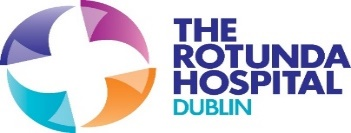 THE
ROTUNDA
HOSPITAL
DUBLIN